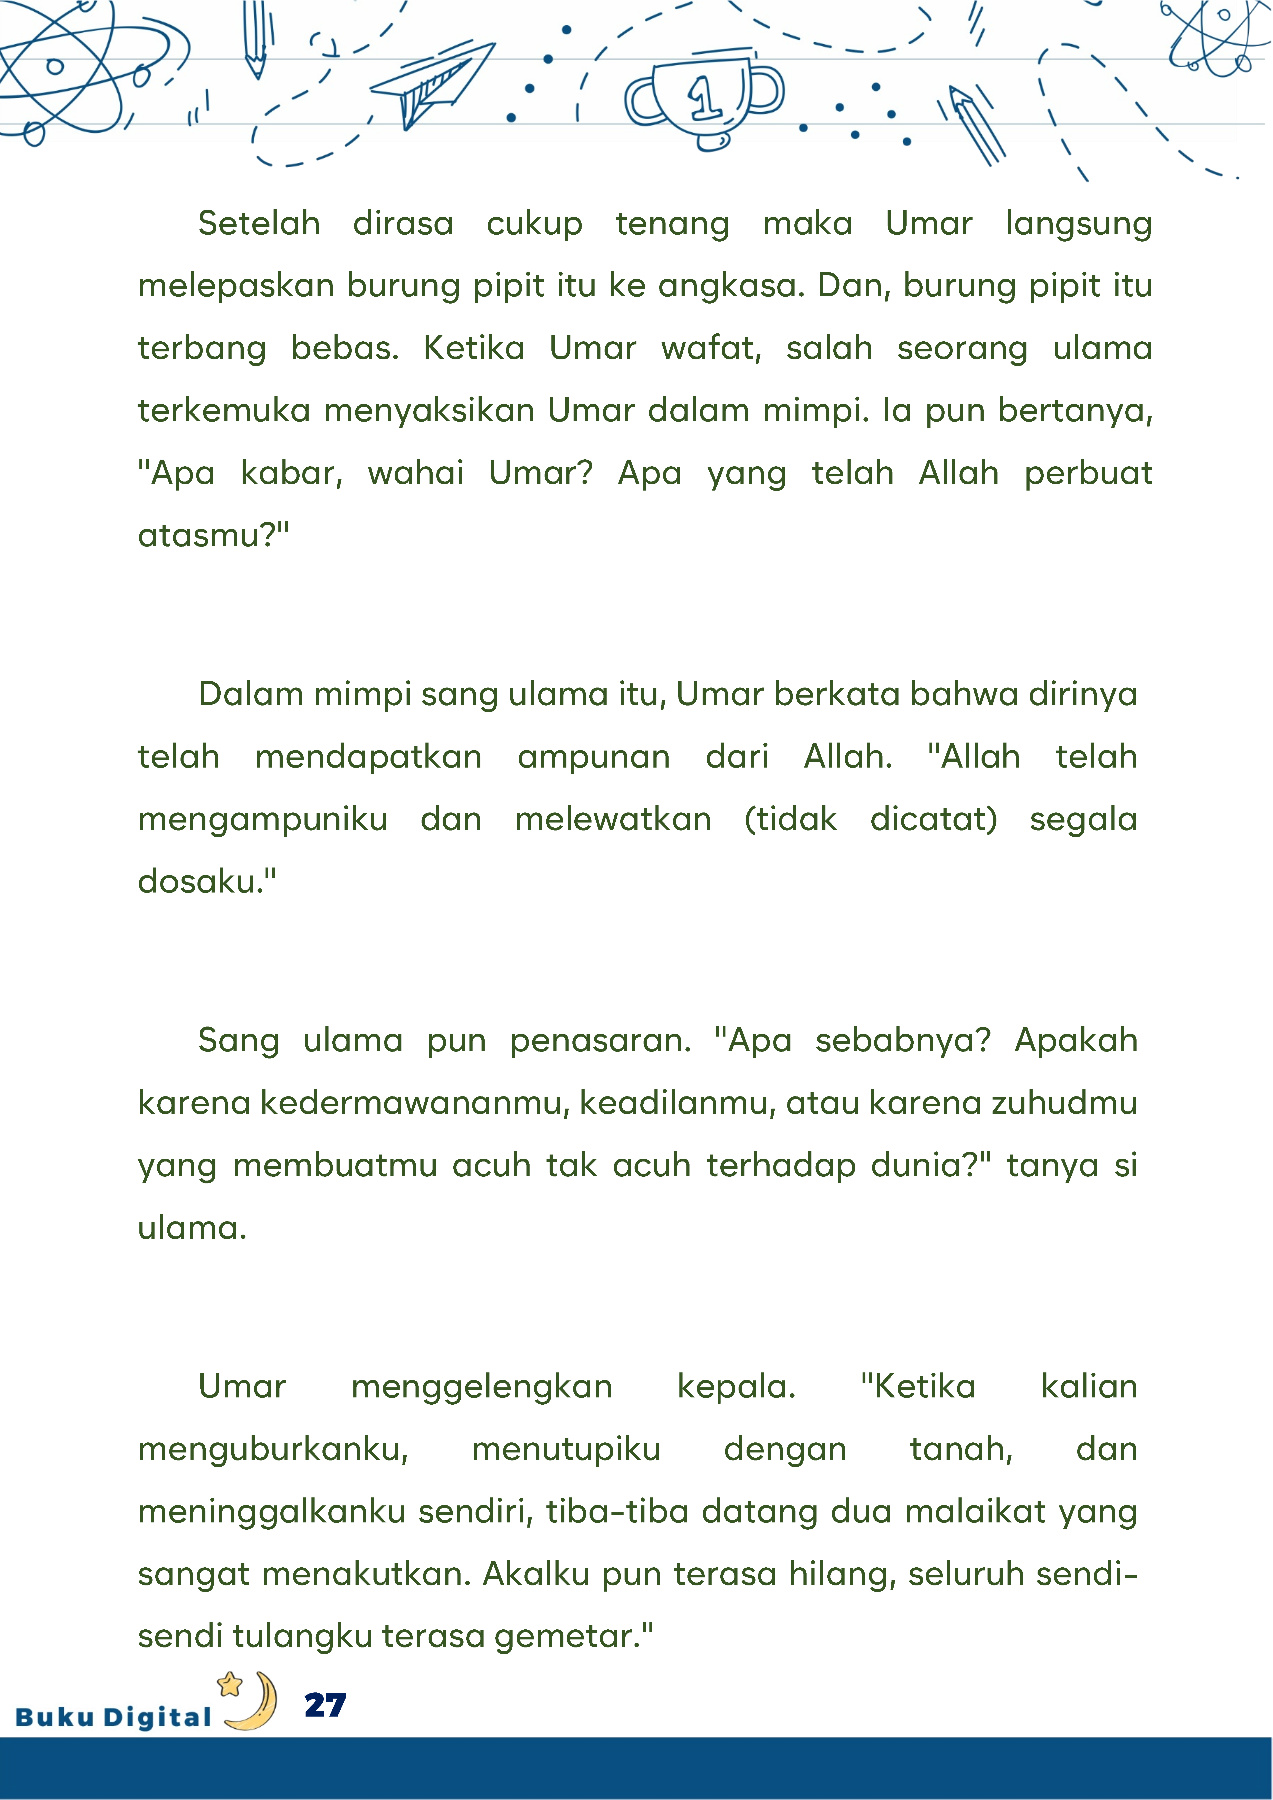 1
Setelah dirasa cukup tenang maka Umar langsung
melepaskan burung pipit itu ke angkasa. Dan, burung pipit itu
terbang bebas. Ketika Umar wafat, salah seorang ulama
terkemuka menyaksikan Umar dalam mimpi. Ia pun bertanya,
"Apa kabar, wahai Umar? Apa yang telah Allah perbuat
atasmu?"
Dalam mimpi sang ulama itu, Umar berkata bahwa dirinya
telah mendapatkan ampunan dari Allah. "Allah telah
mengampuniku dan melewatkan (tidak dicatat) segala
dosaku."
Sang ulama pun penasaran. "Apa sebabnya? Apakah
karena kedermawananmu, keadilanmu, atau karena zuhudmu
yang membuatmu acuh tak acuh terhadap dunia?" tanya si
ulama.
Umar menggelengkan kepala. "Ketika kalian
menguburkanku, menutupiku dengan tanah, dan
meninggalkanku sendiri, tiba-tiba datang dua malaikat yang
sangat menakutkan. Akalku pun terasa hilang, seluruh sendi-
sendi tulangku terasa gemetar."
Buku Digital 27